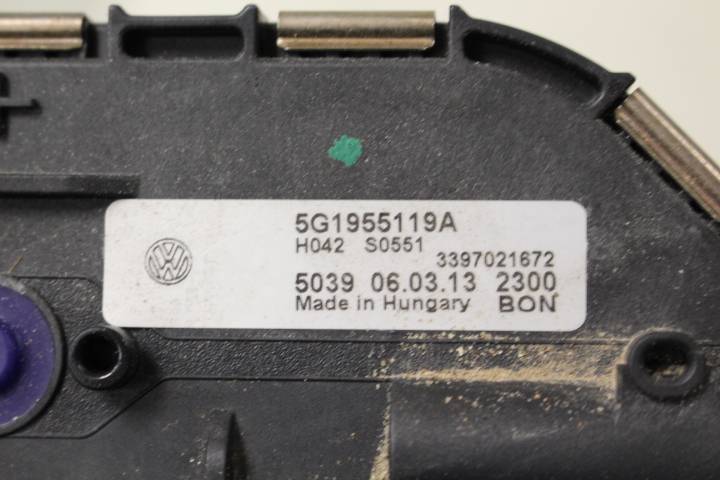 5G1955119A
H042 S0551
3397021672
5039 06.03.13 2300
Made in Hungary BON